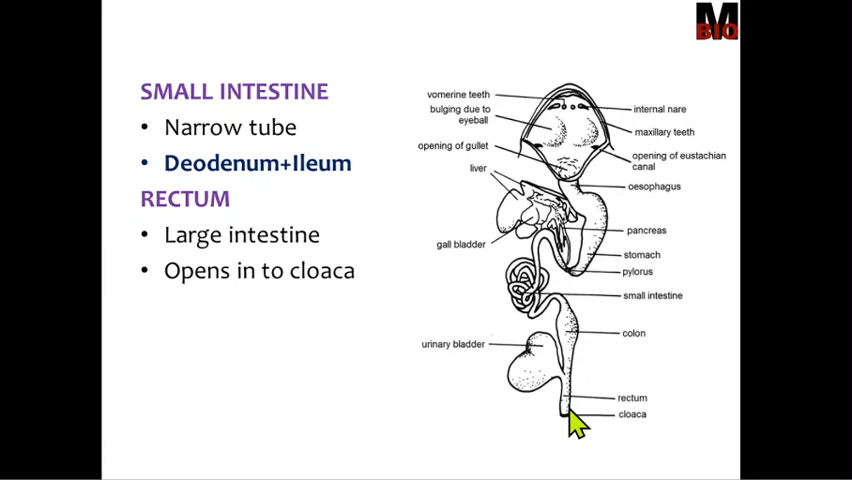 M
BIO
SMALL INTESTINE
• Narrow tube
• Deodenum+Ileum
RECTUM
• Large intestine
• Opens in to cloaca
vomerine teeth
bulging due to
eyeball
opening of gullet
liver
gall bladder
urinary bladder
internal nare
maxillary teeth
opening of eustachian
canal
oesophagus
pancreas
stomach
pylorus
small intestine
colon
rectum
cloaca